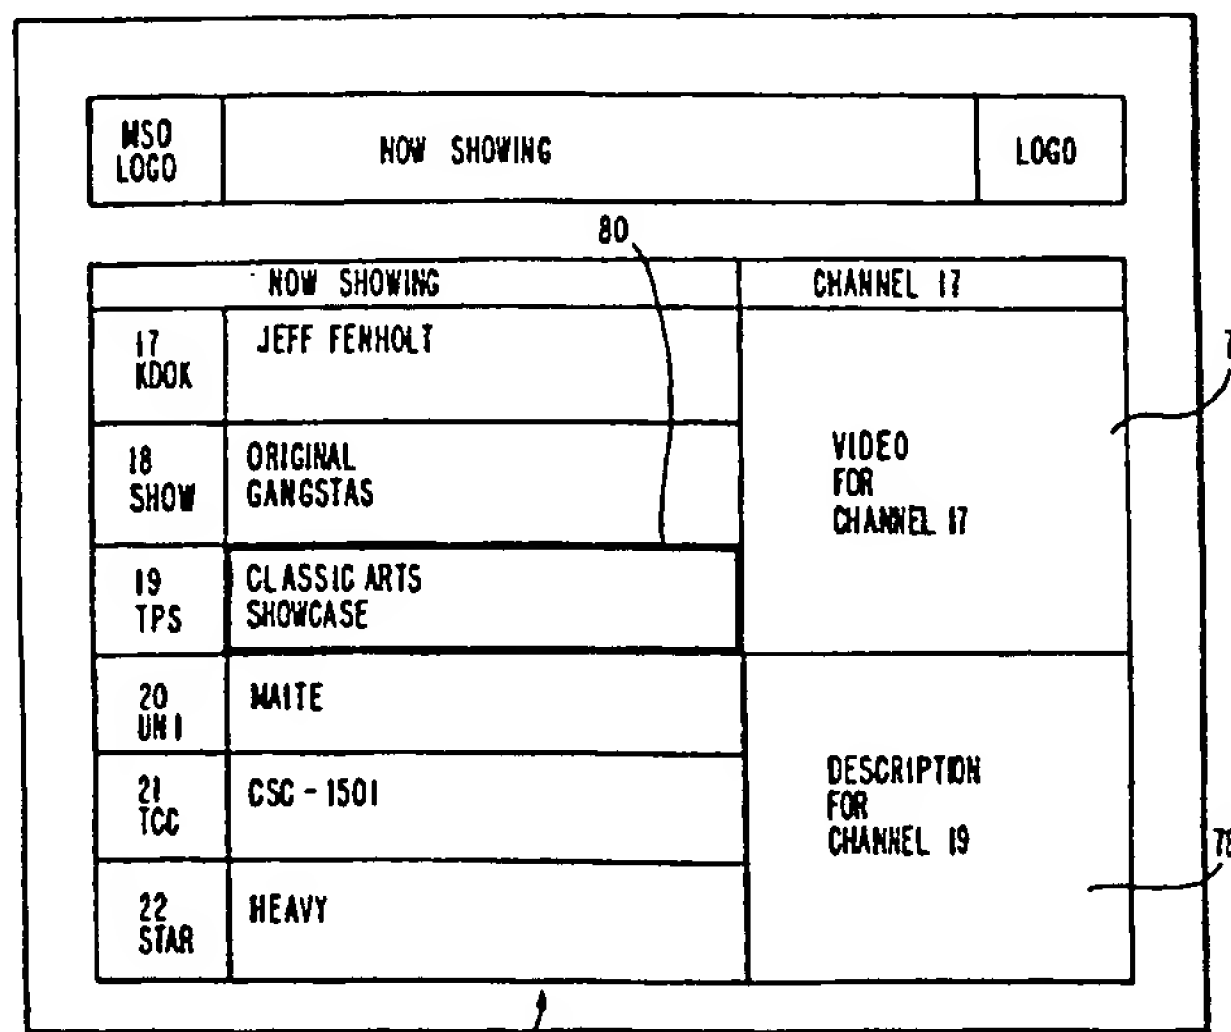 MSO
LOGO
NOW SHOWING
LOGO
80
NOW SHOWING
CHANNEL 17
17
KDOK
JEFF FENHOLT
18
SHOW
ORIGINAL
GANGSTAS
19
TPS
CLASSIC ARTS
SHOWCASE
VIDEO
FOR
CHANNEL 17
20
UNI
MAITE
21
TCC
CSC - 1501
22
STAR
HEAVY
DESCRIPTION
FOR
CHANNEL 19
78